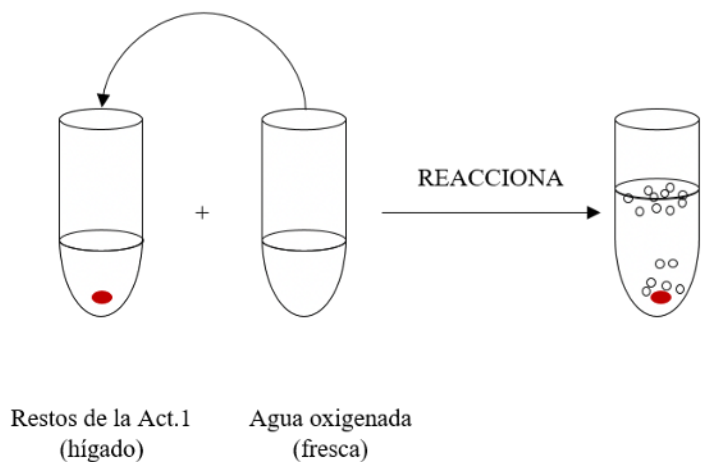 REACCIONA
+
Restos de la Act.1
(hígado)
Agua oxigenada
(fresca)